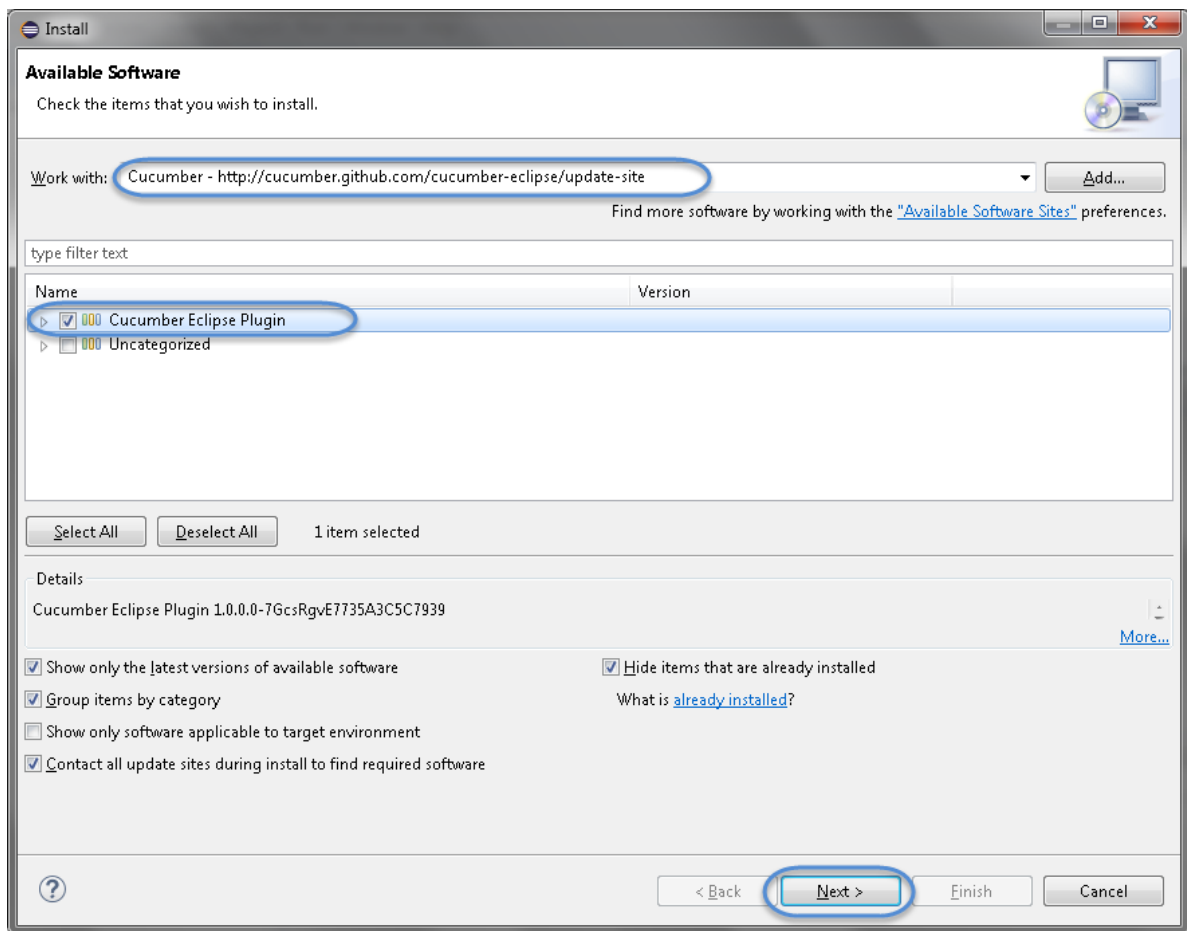 Install
Available Software
Check the items that you wish to install.
Work with: Cucumber - http://cucumber.github.com/cucumber-eclipse/update-site Add...
Find more software by working with the "Available Software Sites" preferences.
type filter text
Name Version
Cucumber Eclipse Plugin
Uncategorized
Select All Deselect All 1 item selected
Details
Cucumber Eclipse Plugin 1.0.0.0-7GcsRgvE7735A3C5C7939
More...
Show only the latest versions of available software Hide items that are already installed
Group items by category What is already installed?
Show only software applicable to target environment
Contact all update sites during install to find required software
< Back Next > Finish Cancel